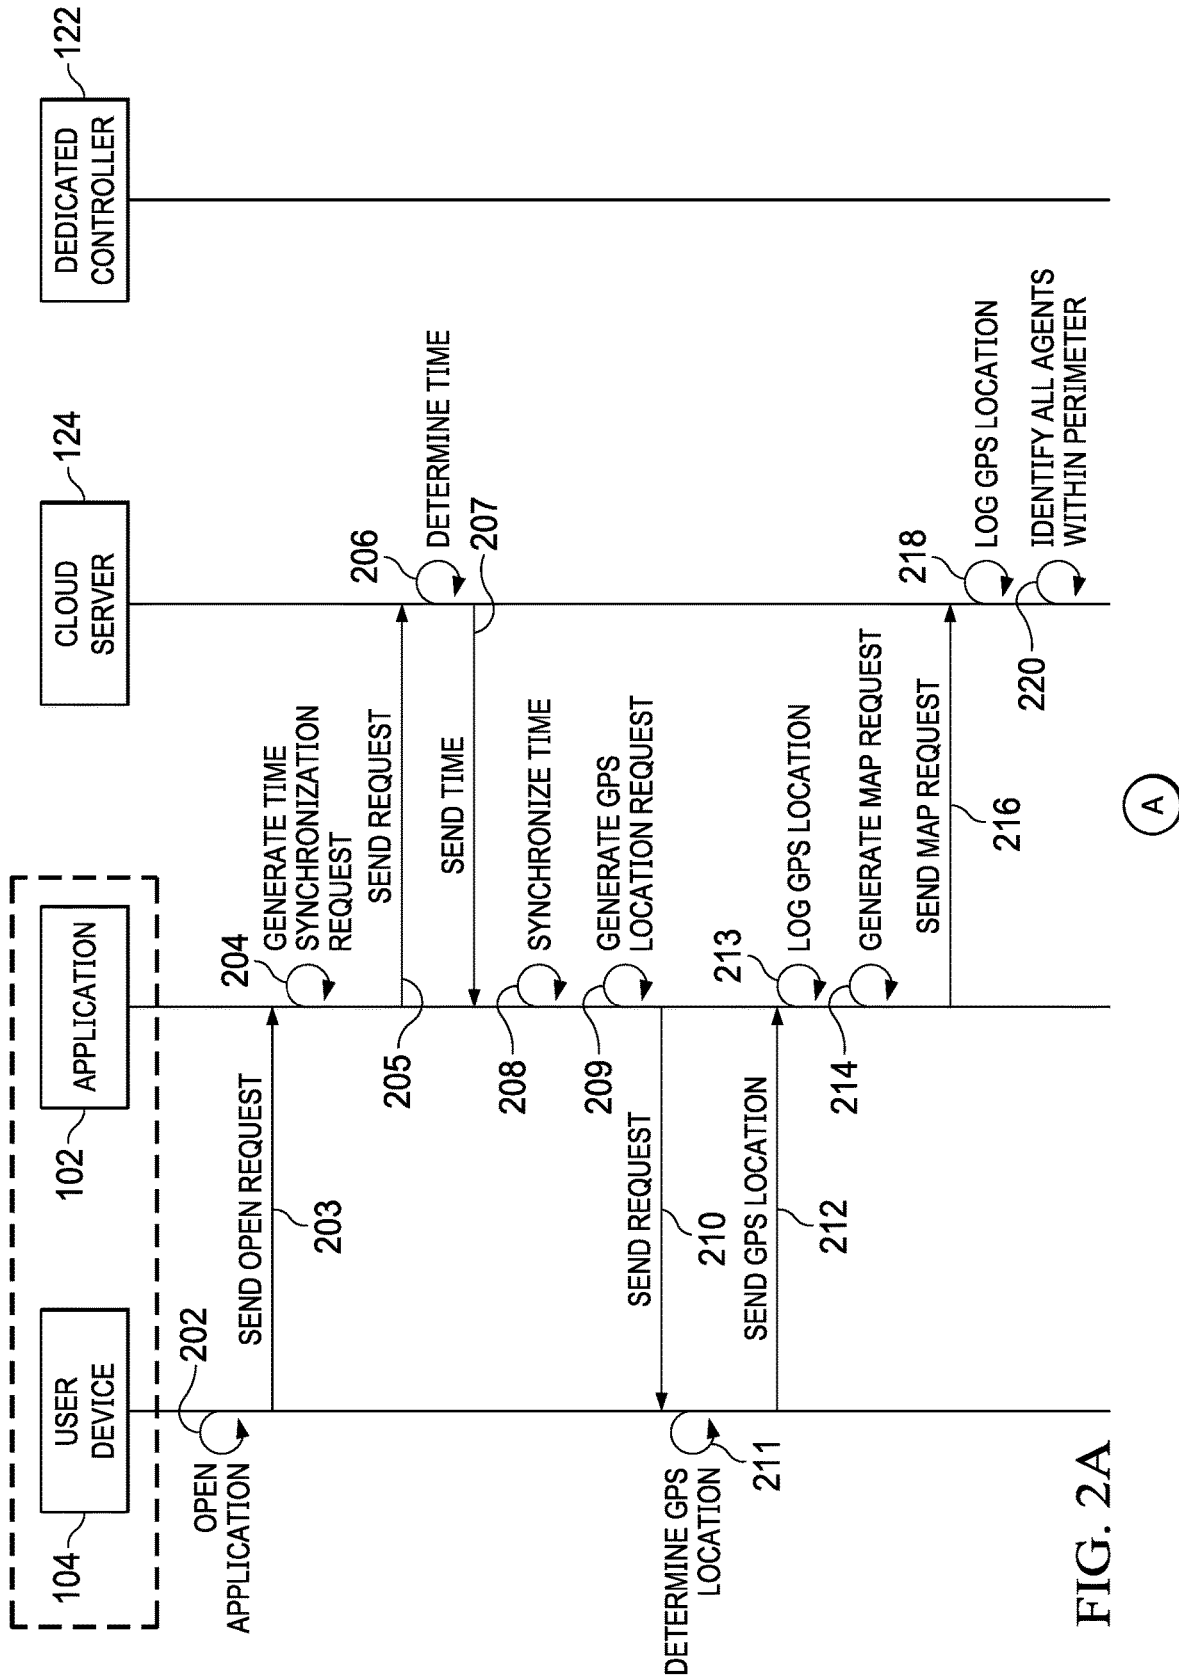 USER
DEVICE
104
APPLICATION
102
CLOUD
SERVER
124
DEDICATED
CONTROLLER
122
OPEN
APPLICATION
202
SEND OPEN REQUEST
203
204
GENERATE TIME
SYNCHRONIZATION
REQUEST
SEND REQUEST
205
206
DETERMINE TIME
SEND TIME
207
208
SYNCHRONIZE TIME
209
GENERATE GPS
LOCATION REQUEST
SEND REQUEST
210
DETERMINE GPS
LOCATION
211
SEND GPS LOCATION
212
213
LOG GPS LOCATION
214
GENERATE MAP REQUEST
SEND MAP REQUEST
216
218
LOG GPS LOCATION
220
IDENTIFY ALL AGENTS
WITHIN PERIMETER
A
FIG. 2A